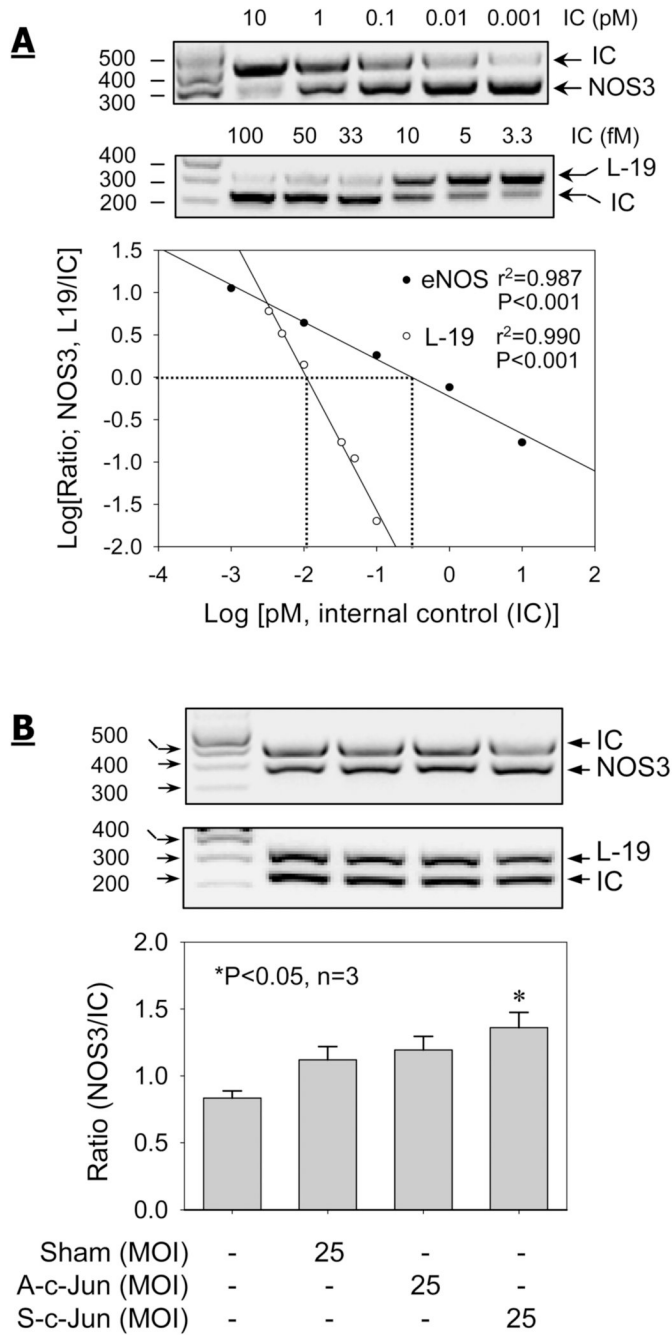 A
10 1 0.1 0.01 0.001 IC (pM)
500
IC
400
NOS3
300
100 50 33 10 5 3.3 IC (fM)
400
L-19
300
200
IC
1.5
1.0
0.5
0.0
-0.5
-1.0
-1.5
-2.0
Log[Ratio; NOS3, L19/IC]
eNOS r²=0.987
P<0.001
L-19 r²=0.990
P<0.001
-4 -3 -2 -1 0 1 2
Log [pM, internal control (IC)]
B
500
IC
400
NOS3
300
400
300
L-19
200
IC
2.0
1.5
1.0
0.5
0.0
Ratio (NOS3/IC)
*P<0.05, n=3
*
Sham (MOI) - 25 - -
A-c-Jun (MOI) - - 25 -
S-c-Jun (MOI) - - - 25